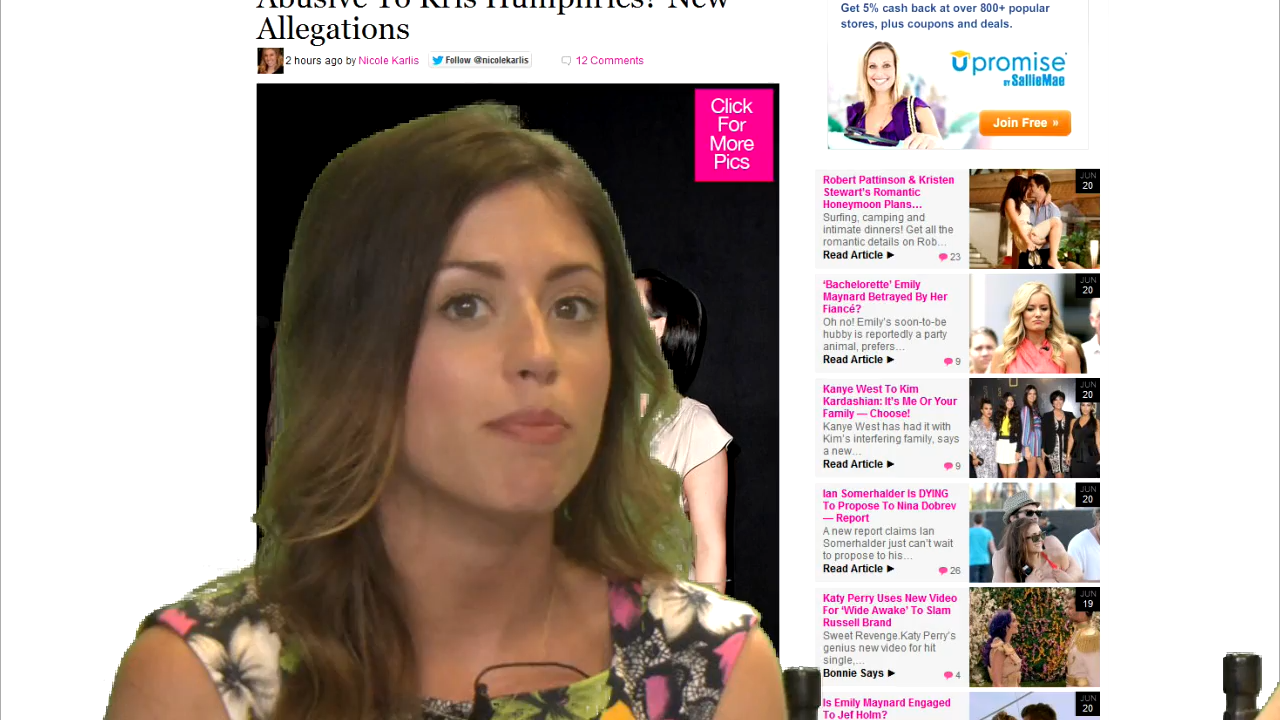 Abusive To Kris Humphries? New
Allegations
2 hours ago by Nicole Karlis
Follow @nicolekarlis
12 Comments
Click
For
More
Pics
Get 5% cash back at over 800+ popular
stores, plus coupons and deals.
Upromise
BY SallieMae
Join Free »
Robert Pattinson & Kristen
Stewart's Romantic
Honeymoon Plans…
Surfing, camping and
intimate dinners! Get all the
romantic details on Rob…
Read Article ►
23
JUN
20
'Bachelorette' Emily
Maynard Betrayed By Her
Fiancé?
Oh no! Emily's soon-to-be
hubby is reportedly a party
animal, prefers…
Read Article ►
9
JUN
20
Kanye West To Kim
Kardashian: It's Me Or Your
Family — Choose!
Kanye West has had it with
Kim's interfering family, says
a new…
Read Article ►
9
JUN
20
Ian Somerhalder Is DYING
To Propose To Nina Dobrev
— Report
A new report claims Ian
Somerhalder just can't wait
to propose to his…
Read Article ►
26
JUN
20
Katy Perry Uses New Video
For 'Wide Awake' To Slam
Russell Brand
Sweet Revenge.Katy Perry's
genius new video for hit
single,…
Bonnie Says ►
4
JUN
19
Is Emily Maynard Engaged
To Jef Holm?
JUN
20